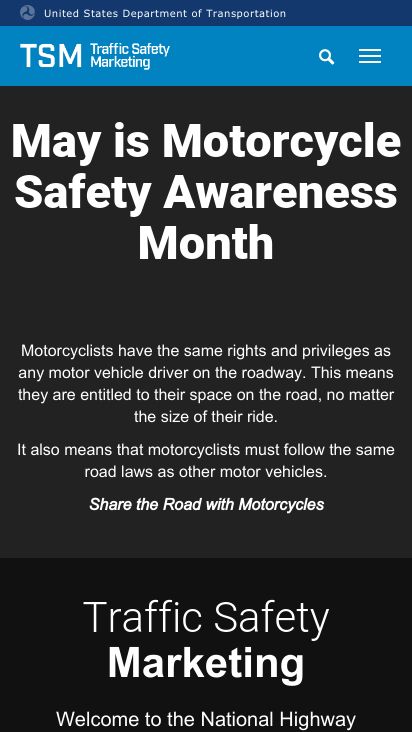 United States Department of Transportation
TSM Traffic Safety
Marketing
May is Motorcycle
Safety Awareness
Month
Motorcyclists have the same rights and privileges as
any motor vehicle driver on the roadway. This means
they are entitled to their space on the road, no matter
the size of their ride.
It also means that motorcyclists must follow the same
road laws as other motor vehicles.
Share the Road with Motorcycles
Traffic Safety
Marketing
Welcome to the National Highway